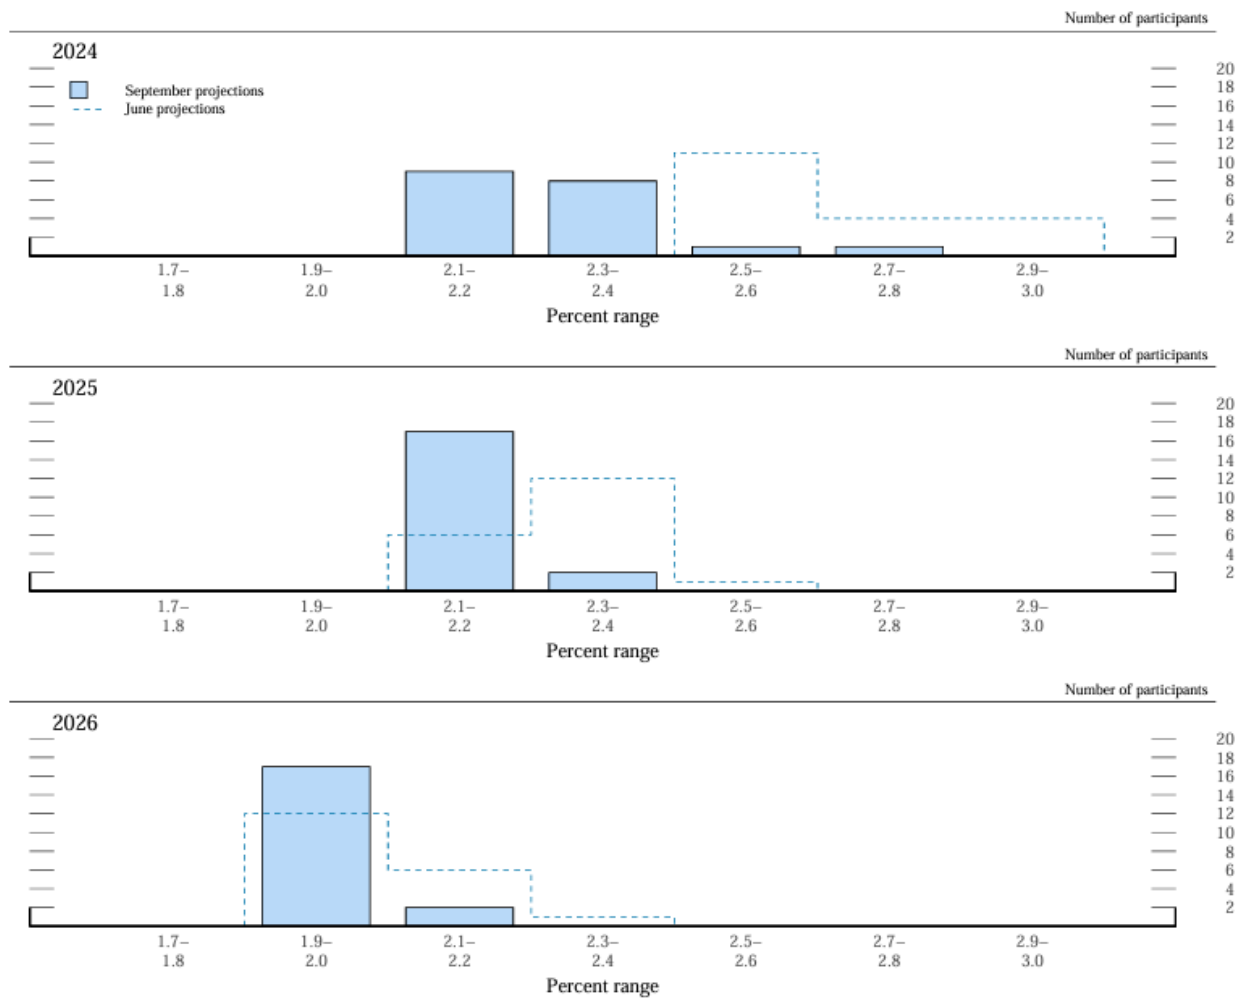 Number of participants
2024
September projections
June projections
20
18
16
14
12
10
8
6
4
2
1.7– 1.9– 2.1– 2.3– 2.5– 2.7– 2.9–
1.8 2.0 2.2 2.4 2.6 2.8 3.0
Percent range
Number of participants
2025
20
18
16
14
12
10
8
6
4
2
1.7– 1.9– 2.1– 2.3– 2.5– 2.7– 2.9–
1.8 2.0 2.2 2.4 2.6 2.8 3.0
Percent range
Number of participants
2026
20
18
16
14
12
10
8
6
4
2
1.7– 1.9– 2.1– 2.3– 2.5– 2.7– 2.9–
1.8 2.0 2.2 2.4 2.6 2.8 3.0
Percent range